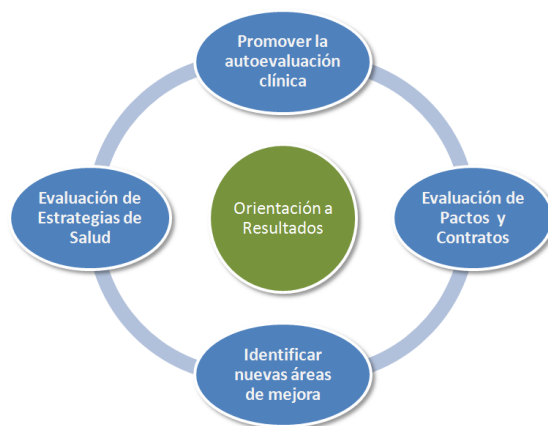 Promover la
autoevaluación
clínica
Evaluación de
Estrategias de
Salud
Orientación a
Resultados
Evaluación de
Pactos y
Contratos
Identificar
nuevas áreas
de mejora